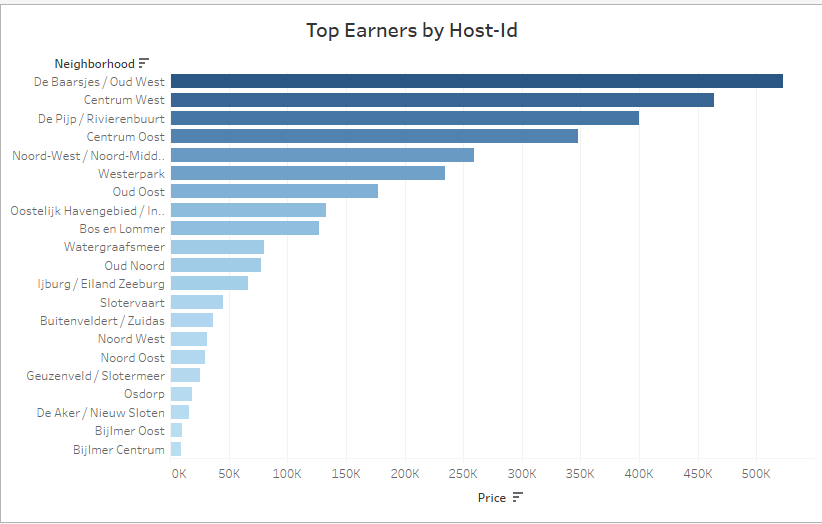 Top Earners by Host-Id
Neighborhood
De Baarsjes / Oud West
Centrum West
De Pijp / Rivierenbuurt
Centrum Oost
Noord-West / Noord-Midd..
Westerpark
Oud Oost
Oostelijk Havengebied / In..
Bos en Lommer
Watergraafsmeer
Oud Noord
Ijburg / Eiland Zeeburg
Slotervaart
Buitenveldert / Zuidas
Noord West
Noord Oost
Geuzenveld / Slotermeer
Osdorp
De Aker / Nieuw Sloten
Bijlmer Oost
Bijlmer Centrum
0K 50K 100K 150K 200K 250K 300K 350K 400K 450K 500K
Price